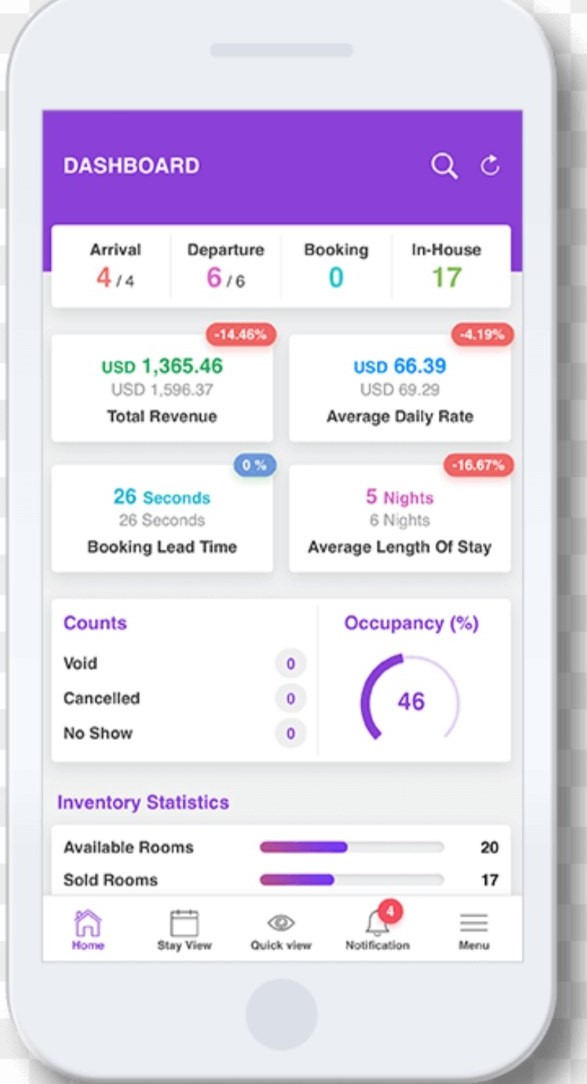 DASHBOARD
Arrival Departure Booking In-House
4 / 4 6 / 6 0 17
-14.46% -4.19%
USD 1,365.46 USD 66.39
USD 1,596.37 USD 69.29
Total Revenue Average Daily Rate
0 % -16.67%
26 Seconds 5 Nights
26 Seconds 6 Nights
Booking Lead Time Average Length Of Stay
Counts Occupancy (%)
Void 0
Cancelled 0
No Show 0
46
Inventory Statistics
Available Rooms 20
Sold Rooms 17
4
Home Stay View Quick view Notification Menu